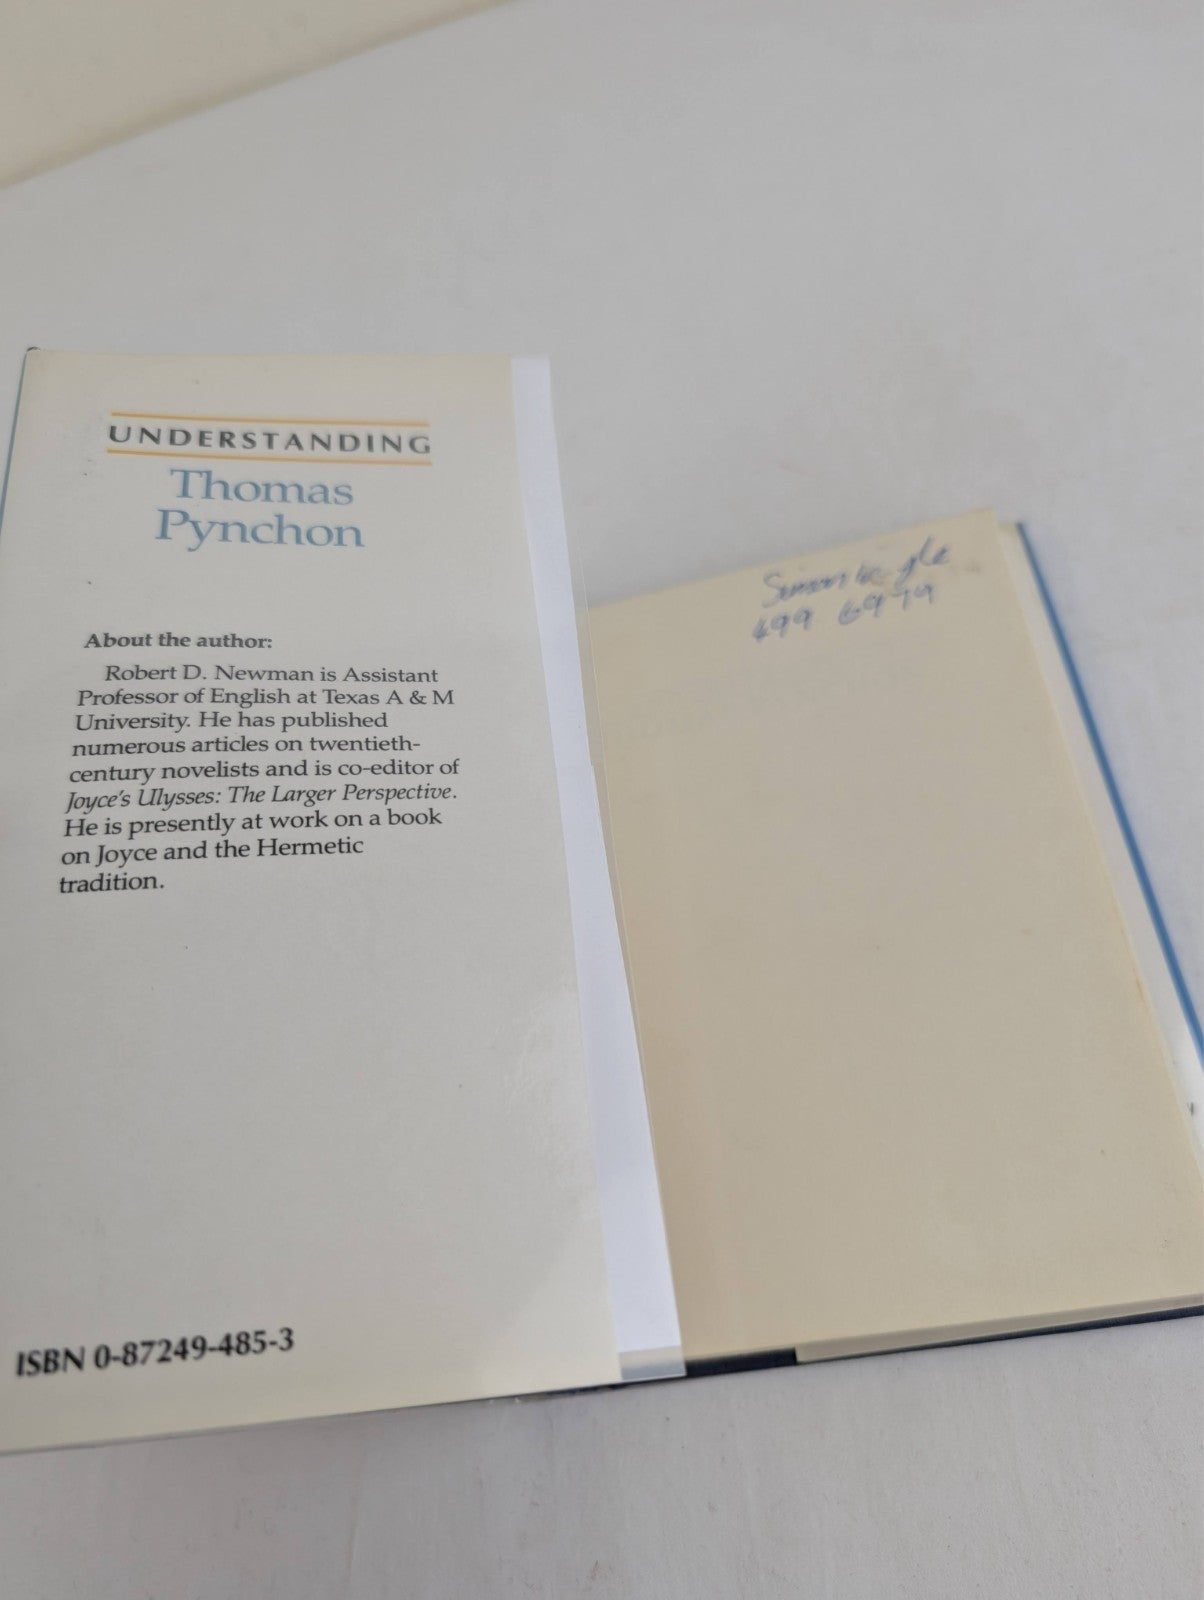 UNDERSTANDING
Thomas
Pynchon
About the author:
Robert D. Newman is Assistant
Professor of English at Texas A & M
University. He has published
numerous articles on twentieth-
century novelists and is co-editor of
Joyce's Ulysses: The Larger Perspective.
He is presently at work on a book
on Joyce and the Hermetic
tradition.
ISBN 0-87249-485-3
499 6979